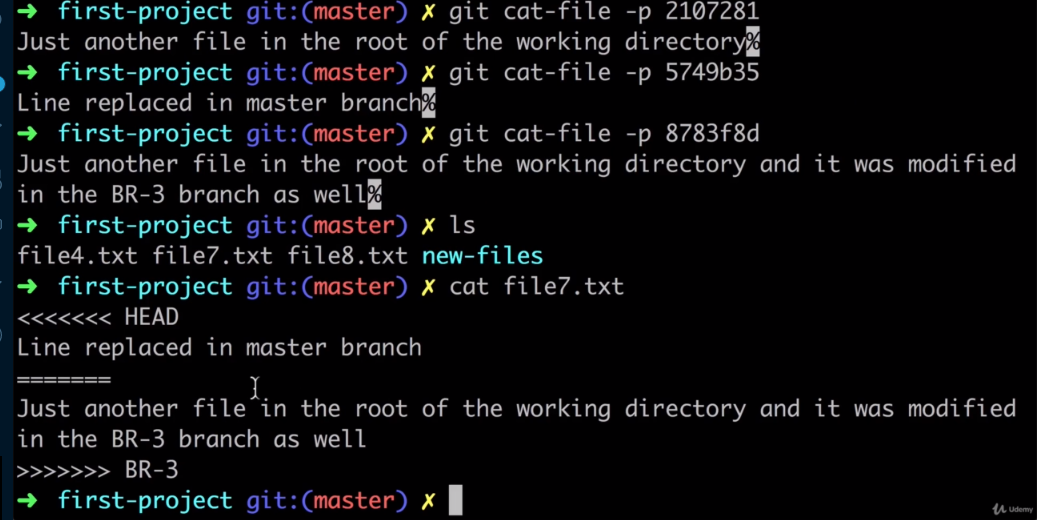 ➜  first-project git:(master) ✗ git cat-file -p 2107281
Just another file in the root of the working directory%
➜  first-project git:(master) ✗ git cat-file -p 5749b35
Line replaced in master branch%
➜  first-project git:(master) ✗ git cat-file -p 8783f8d
Just another file in the root of the working directory and it was modified
in the BR-3 branch as well%
➜  first-project git:(master) ✗ ls
file4.txt file7.txt file8.txt new-files
➜  first-project git:(master) ✗ cat file7.txt
<<<<<<< HEAD
Line replaced in master branch
=======
Just another file in the root of the working directory and it was modified
in the BR-3 branch as well
>>>>>>> BR-3
➜  first-project git:(master) ✗
Udemy